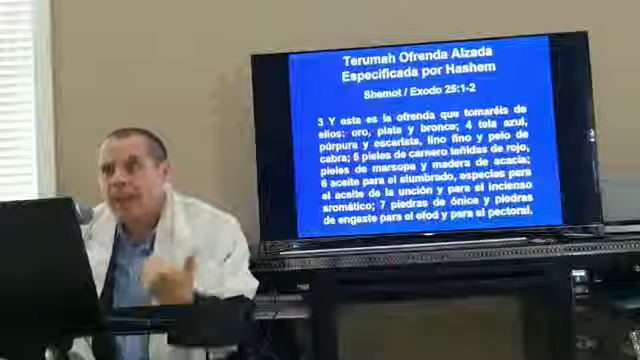 Terumah Ofrenda Alzada
Especificada por Hashem
Shemot / Exodo 25:1-2
3 Y esta es la ofrenda que tomaréis de
ellos: oro, plata y bronce; 4 tela azul,
púrpura y escarlata, lino fino y pelo de
cabra; 5 pieles de carnero teñidas de rojo,
pieles de marsopa y madera de acacia;
6 aceite para el alumbrado, especias para
el aceite de la unción y para el incienso
aromático; 7 piedras de ónice y piedras
de engaste para el efod y para el pectoral.